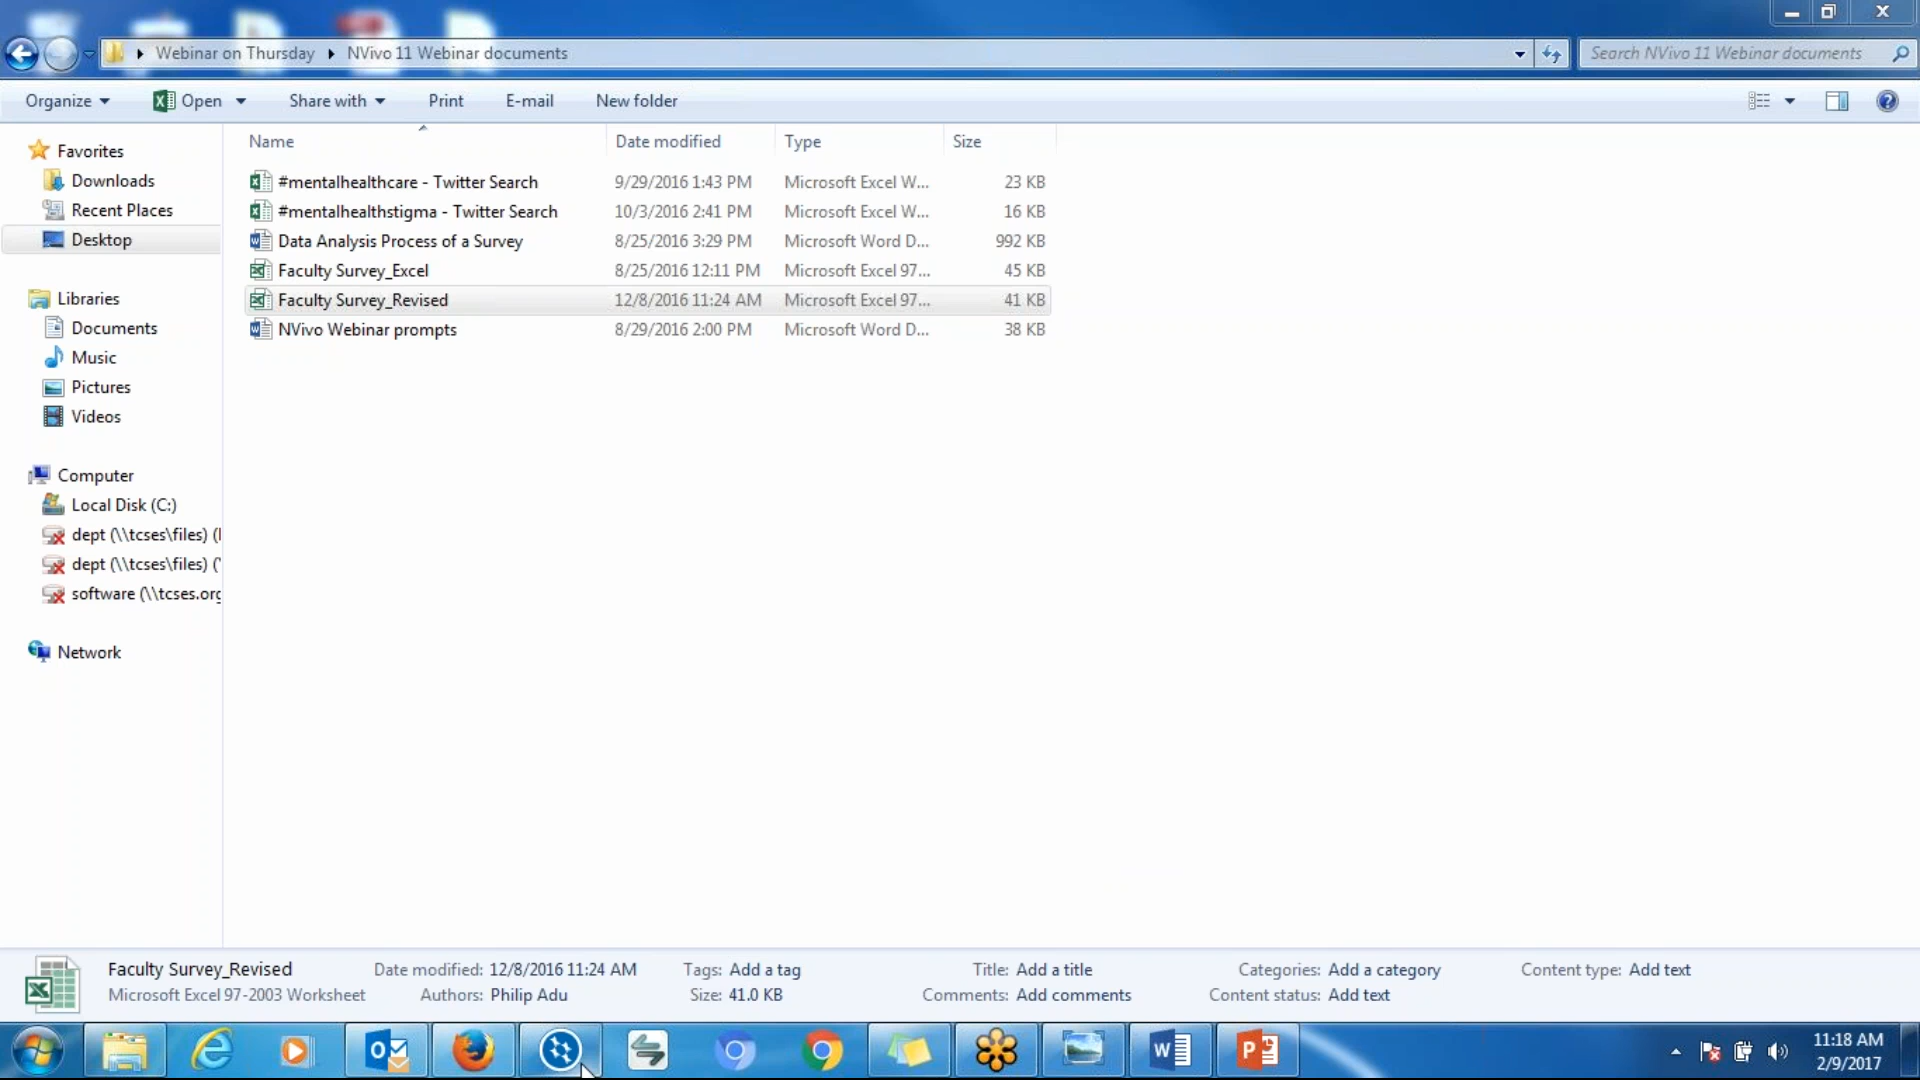 Webinar on Thursday NVivo 11 Webinar documents
Search NVivo 11 Webinar documents
Organize Open Share with Print E-mail New folder
Name Date modified Type Size
Favorites
Downloads
Recent Places
Desktop
Libraries
Documents
Music
Pictures
Videos
Computer
Local Disk (C:)
dept (\\tcses\files) (
dept (\\tcses\files) ('
software (\\tcses.org
Network
#mentalhealthcare - Twitter Search 9/29/2016 1:43 PM Microsoft Excel W... 23 KB
#mentalhealthstigma - Twitter Search 10/3/2016 2:41 PM Microsoft Excel W... 16 KB
Data Analysis Process of a Survey 8/25/2016 3:29 PM Microsoft Word D... 992 KB
Faculty Survey_Excel 8/25/2016 12:11 PM Microsoft Excel 97... 45 KB
Faculty Survey_Revised 12/8/2016 11:24 AM Microsoft Excel 97... 41 KB
NVivo Webinar prompts 8/29/2016 2:00 PM Microsoft Word D... 38 KB
Faculty Survey_Revised Date modified: 12/8/2016 11:24 AM Tags: Add a tag Title: Add a title Categories: Add a category Content type: Add text
Microsoft Excel 97-2003 Worksheet Authors: Philip Adu Size: 41.0 KB Comments: Add comments Content status: Add text
11:18 AM
2/9/2017